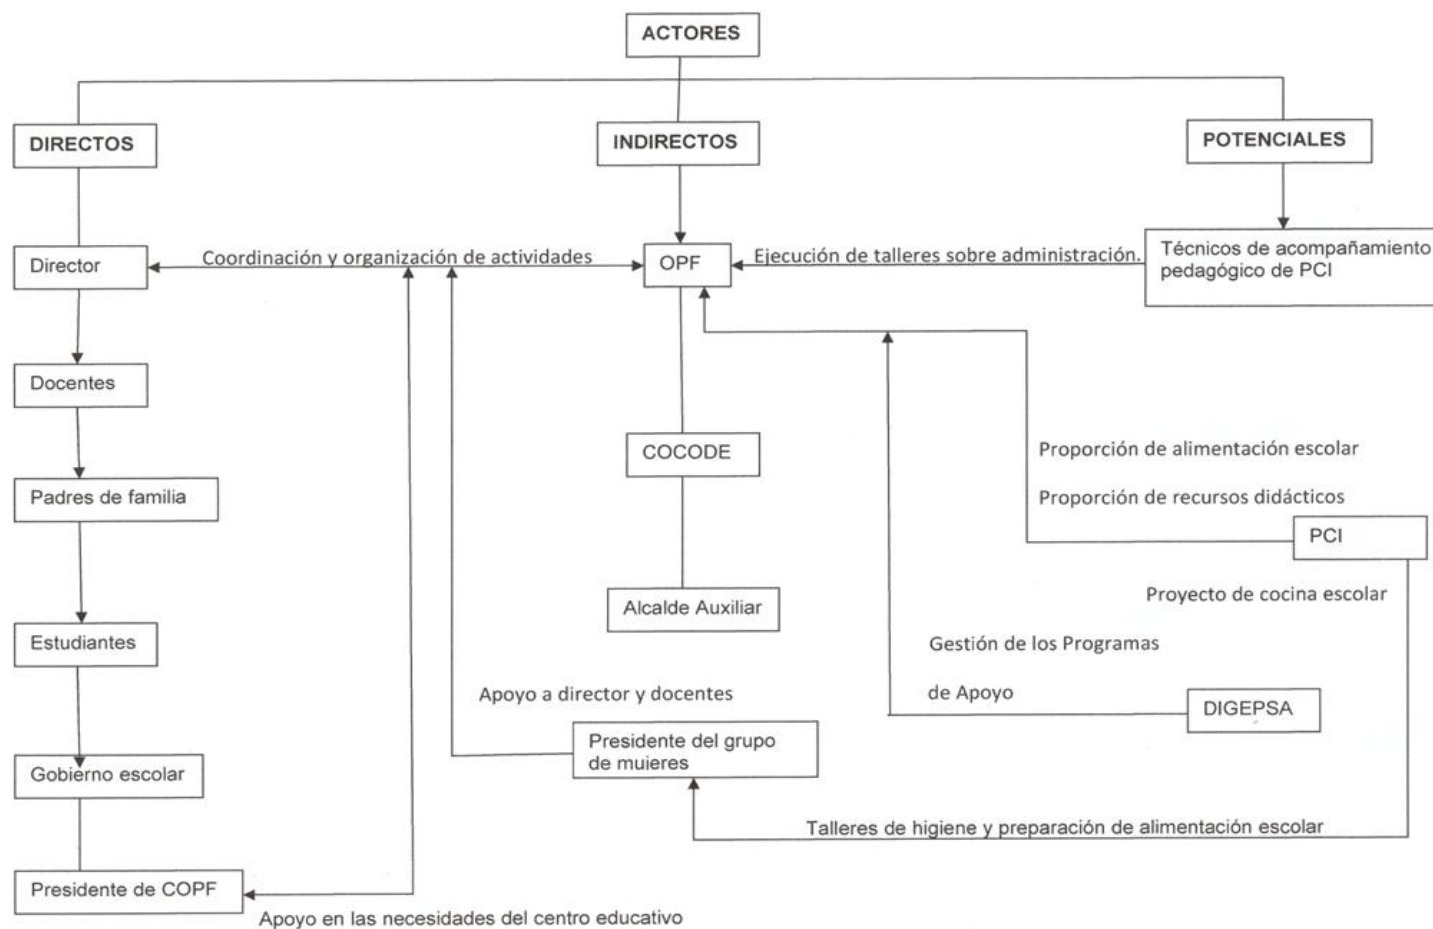 ACTORES
DIRECTOS
INDIRECTOS
POTENCIALES
Director
Coordinación y organización de actividades
OPF
Ejecución de talleres sobre administración.
Técnicos de acompañamiento
pedagógico de PCI
Docentes
COCODE
Proporción de alimentación escolar
Padres de familia
Proporción de recursos didácticos
PCI
Alcalde Auxiliar
Proyecto de cocina escolar
Estudiantes
Gestión de los Programas
de Apoyo
Apoyo a director y docentes
DIGEPSA
Presidente del grupo
de mujeres
Gobierno escolar
Talleres de higiene y preparación de alimentación escolar
Presidente de COPF
Apoyo en las necesidades del centro educativo